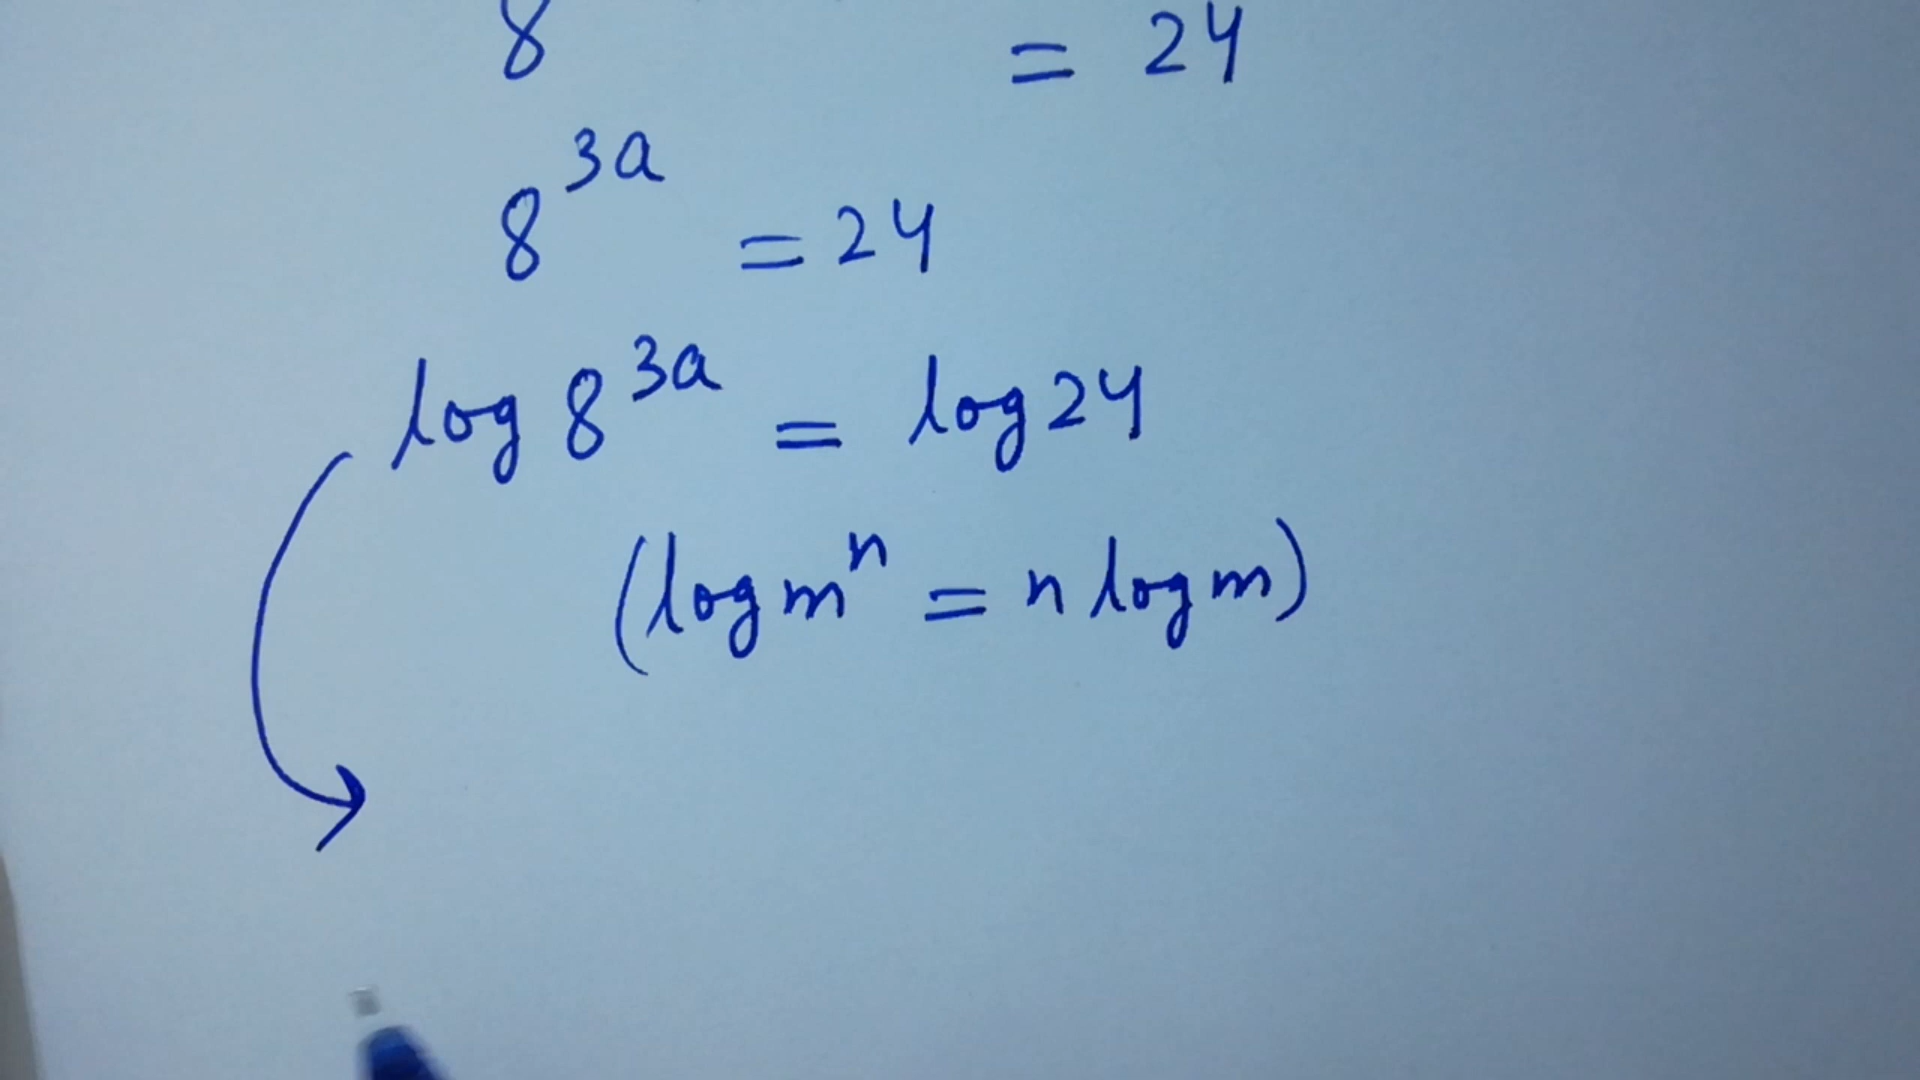 8 = 24
8^3a = 24
log 8^3a = log 24
(log m^n = n log m)